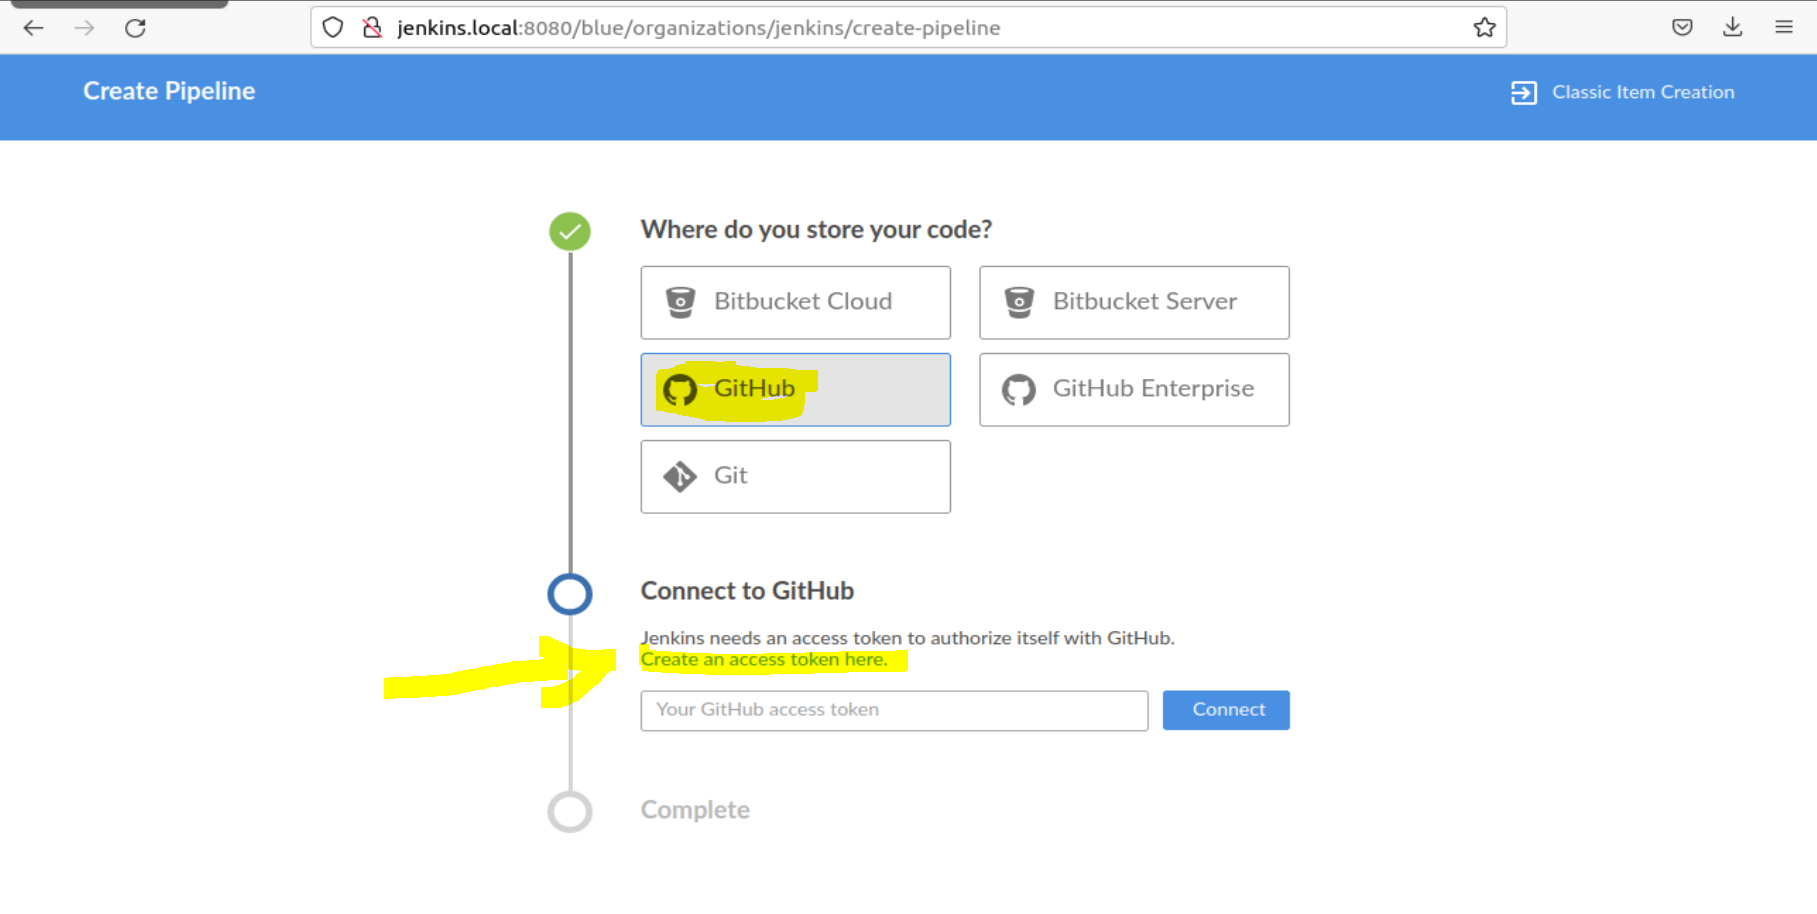 jenkins.local:8080/blue/organizations/jenkins/create-pipeline
Create Pipeline
Classic Item Creation
Where do you store your code?
Bitbucket Cloud
Bitbucket Server
GitHub
GitHub Enterprise
Git
Connect to GitHub
Jenkins needs an access token to authorize itself with GitHub.
Create an access token here.
Your GitHub access token
Connect
Complete